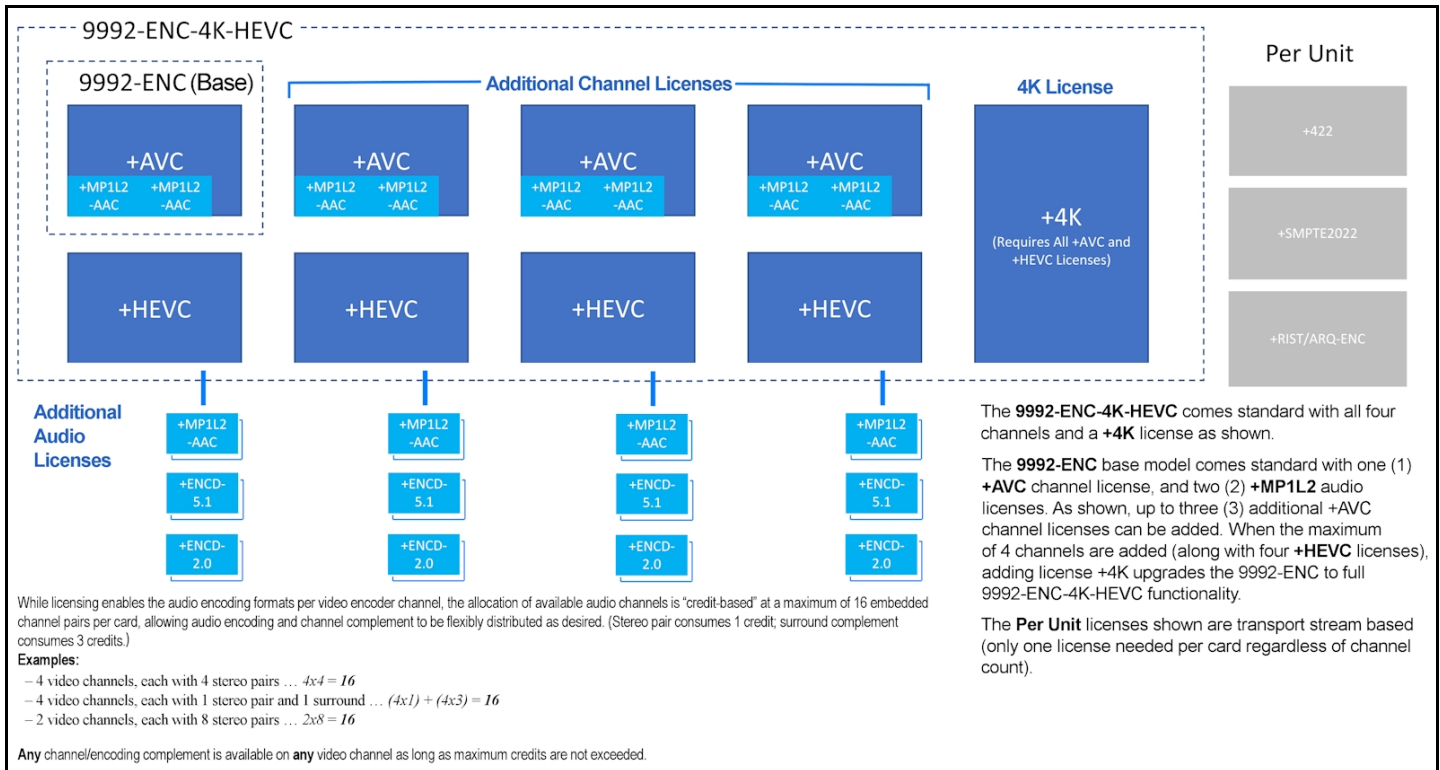 9992-ENC-4K-HEVC
9992-ENC (Base)
Additional Channel Licenses
4K License
Per Unit
+AVC
+MP1L2
-AAC
+MP1L2
-AAC
+AVC
+MP1L2
-AAC
+MP1L2
-AAC
+AVC
+MP1L2
-AAC
+MP1L2
-AAC
+AVC
+MP1L2
-AAC
+MP1L2
-AAC
+4K
(Requires All +AVC and
+HEVC Licenses)
+422
+SMPTE2022
+RIST/ARQ-ENC
+HEVC
+HEVC
+HEVC
+HEVC
Additional
Audio
Licenses
+MP1L2
-AAC
+ENCD-
5.1
+ENCD-
2.0
+MP1L2
-AAC
+ENCD-
5.1
+ENCD-
2.0
+MP1L2
-AAC
+ENCD-
5.1
+ENCD-
2.0
+MP1L2
-AAC
+ENCD-
5.1
+ENCD-
2.0
The 9992-ENC-4K-HEVC comes standard with all four
channels and a +4K license as shown.
The 9992-ENC base model comes standard with one (1)
+AVC channel license, and two (2) +MP1L2 audio
licenses. As shown, up to three (3) additional +AVC
channel licenses can be added. When the maximum
of 4 channels are added (along with four +HEVC licenses),
adding license +4K upgrades the 9992-ENC to full
9992-ENC-4K-HEVC functionality.
The Per Unit licenses shown are transport stream based
(only one license needed per card regardless of channel
count).
While licensing enables the audio encoding formats per video encoder channel, the allocation of available audio channels is “credit-based” at a maximum of 16 embedded
channel pairs per card, allowing audio encoding and channel complement to be flexibly distributed as desired. (Stereo pair consumes 1 credit; surround complement
consumes 3 credits.)
Examples:
– 4 video channels, each with 4 stereo pairs … 4x4 = 16
– 4 video channels, each with 1 stereo pair and 1 surround … (4x1) + (4x3) = 16
– 2 video channels, each with 8 stereo pairs … 2x8 = 16
Any channel/encoding complement is available on any video channel as long as maximum credits are not exceeded.